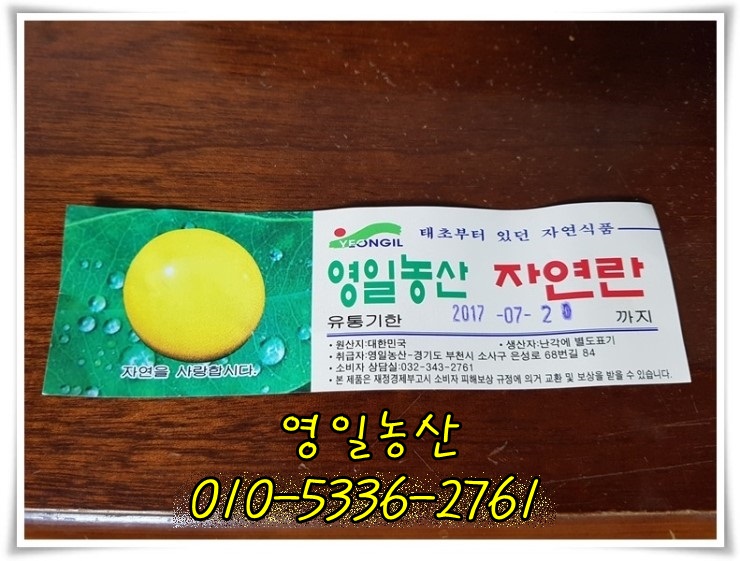 YEONGIL 태초부터 있던 자연식품
영일농산 자연란
유통기한 2017 -07- 20 까지
• 원산지:대한민국 • 생산자:난각에 별도표기
• 취급자:영일농산-경기도 부천시 소사구 은성로 68번길 84
• 소비자 상담실:032-343-2761
• 본 제품은 재정경제부고시 소비자 피해보상 규정에 의거 교환 및 보상을 받을 수 있습니다.
자연을 사랑합시다.
영일농산
010-5336-2761